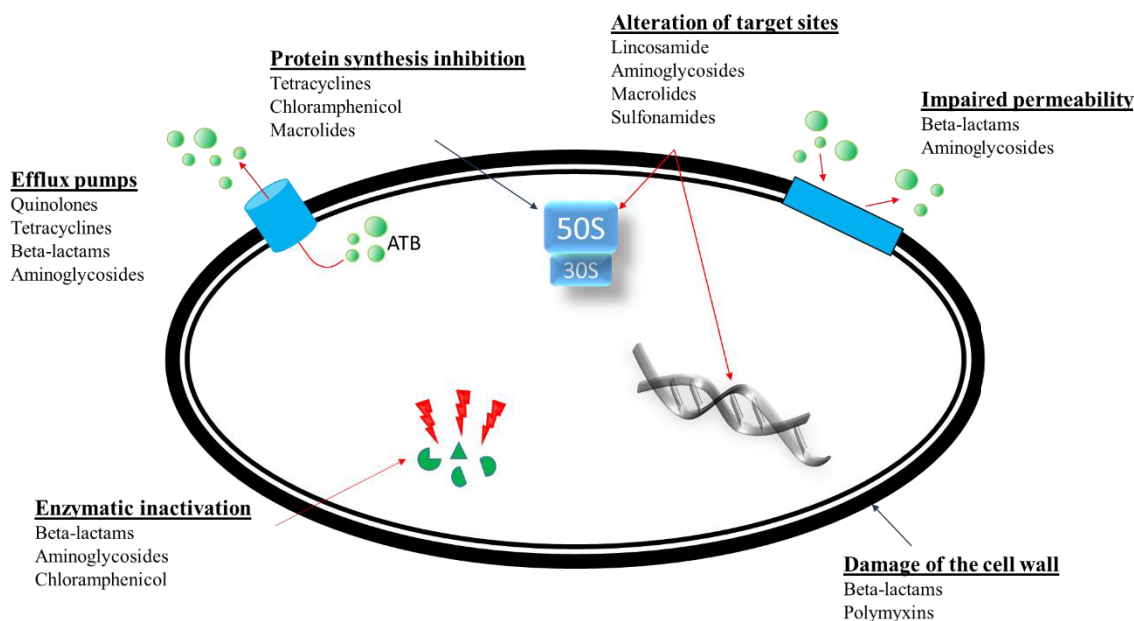 Alteration of target sites
Lincosamide
Aminoglycosides
Macrolides
Sulfonamides
Protein synthesis inhibition
Tetracyclines
Chloramphenicol
Macrolides
Impaired permeability
Beta-lactams
Aminoglycosides
Efflux pumps
Quinolones
Tetracyclines
Beta-lactams
Aminoglycosides
ATB
50S
30S
Enzymatic inactivation
Beta-lactams
Aminoglycosides
Chloramphenicol
Damage of the cell wall
Beta-lactams
Polymyxins